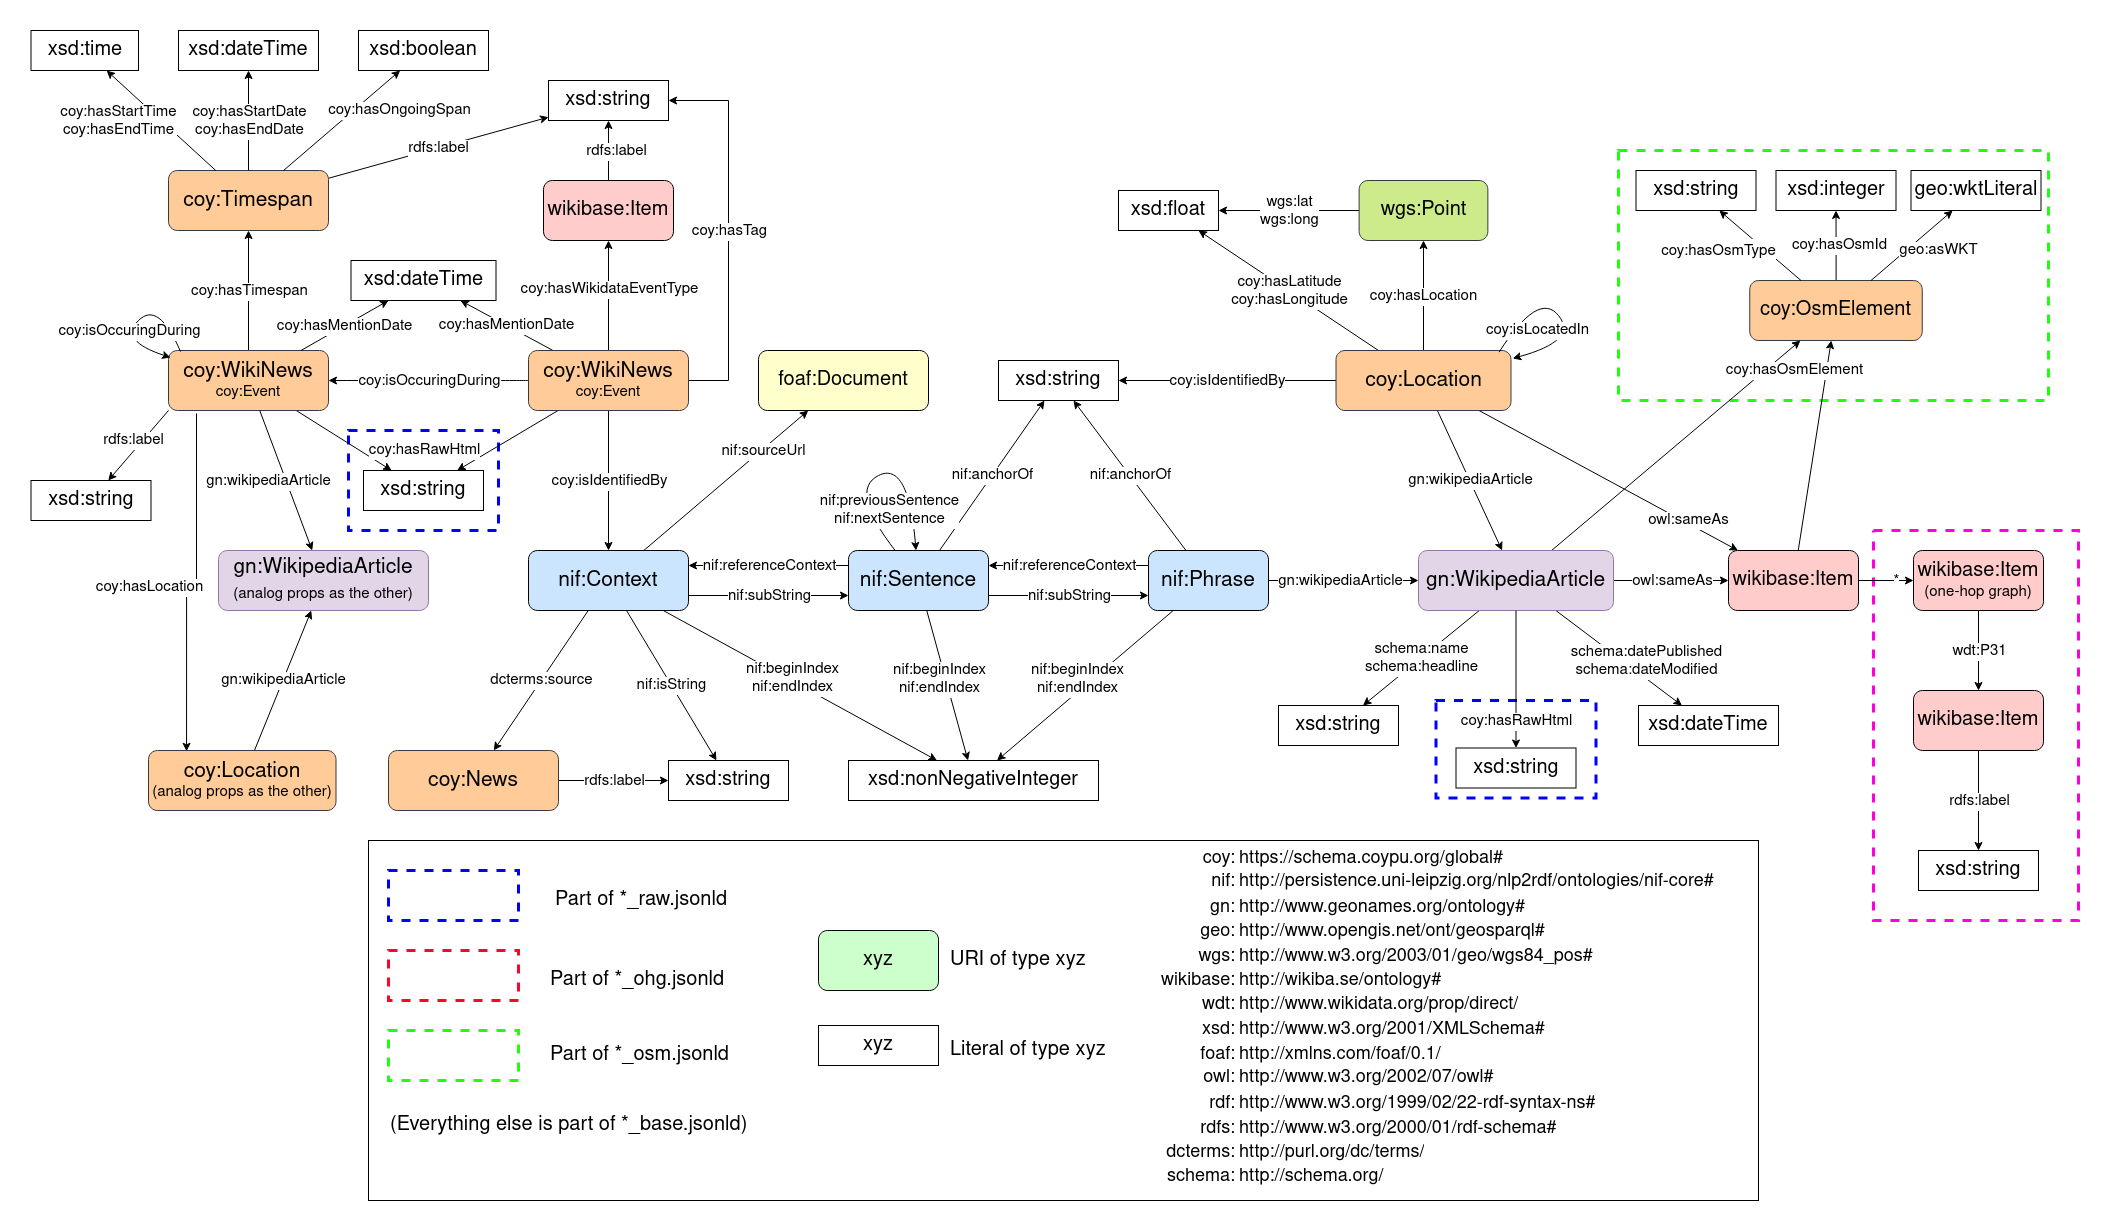 xsd:time
xsd:dateTime
xsd:boolean
xsd:string
coy:hasStartTime
coy:hasEndTime
coy:hasStartDate
coy:hasEndDate
coy:hasOngoingSpan
rdfs:label
rdfs:label
coy:Timespan
wikibase:Item
coy:hasTag
coy:hasTimespan
xsd:dateTime
coy:hasWikidataEventType
coy:isOccuringDuring
coy:hasMentionDate
coy:hasMentionDate
coy:WikiNews
coy:Event
coy:isOccuringDuring
coy:WikiNews
coy:Event
foaf:Document
rdfs:label
coy:hasRawHtml
xsd:string
xsd:string
gn:wikipediaArticle
coy:isIdentifiedBy
nif:sourceUrl
coy:hasLocation
gn:WikipediaArticle
(analog props as the other)
gn:wikipediaArticle
coy:Location
(analog props as the other)
nif:Context
nif:referenceContext
nif:subString
nif:previousSentence
nif:nextSentence
nif:Sentence
nif:referenceContext
nif:subString
nif:Phrase
nif:anchorOf
nif:anchorOf
xsd:string
coy:isIdentifiedBy
dcterms:source
nif:isString
nif:beginIndex
nif:endIndex
nif:beginIndex
nif:endIndex
nif:beginIndex
nif:endIndex
coy:News
rdfs:label
xsd:string
xsd:nonNegativeInteger
xsd:float
wgs:lat
wgs:long
wgs:Point
coy:hasLatitude
coy:hasLongitude
coy:hasLocation
coy:isLocatedIn
coy:Location
xsd:string
xsd:integer
geo:wktLiteral
coy:hasOsmType
coy:hasOsmId
geo:asWKT
coy:OsmElement
coy:hasOsmElement
gn:wikipediaArticle
owl:sameAs
gn:wikipediaArticle
gn:WikipediaArticle
owl:sameAs
wikibase:Item
*
wikibase:Item
(one-hop graph)
schema:name
schema:headline
schema:datePublished
schema:dateModified
xsd:string
coy:hasRawHtml
xsd:string
xsd:dateTime
wdt:P31
wikibase:Item
rdfs:label
xsd:string
Part of *_raw.jsonld
Part of *_ohg.jsonld
Part of *_osm.jsonld
(Everything else is part of *_base.jsonld)
xyz
URI of type xyz
xyz
Literal of type xyz
coy: https://schema.coypu.org/global#
nif: http://persistence.uni-leipzig.org/nlp2rdf/ontologies/nif-core#
gn: http://www.geonames.org/ontology#
geo: http://www.opengis.net/ont/geosparql#
wgs: http://www.w3.org/2003/01/geo/wgs84_pos#
wikibase: http://wikiba.se/ontology#
wdt: http://www.wikidata.org/prop/direct/
xsd: http://www.w3.org/2001/XMLSchema#
foaf: http://xmlns.com/foaf/0.1/
owl: http://www.w3.org/2002/07/owl#
rdf: http://www.w3.org/1999/02/22-rdf-syntax-ns#
rdfs: http://www.w3.org/2000/01/rdf-schema#
dcterms: http://purl.org/dc/terms/
schema: http://schema.org/